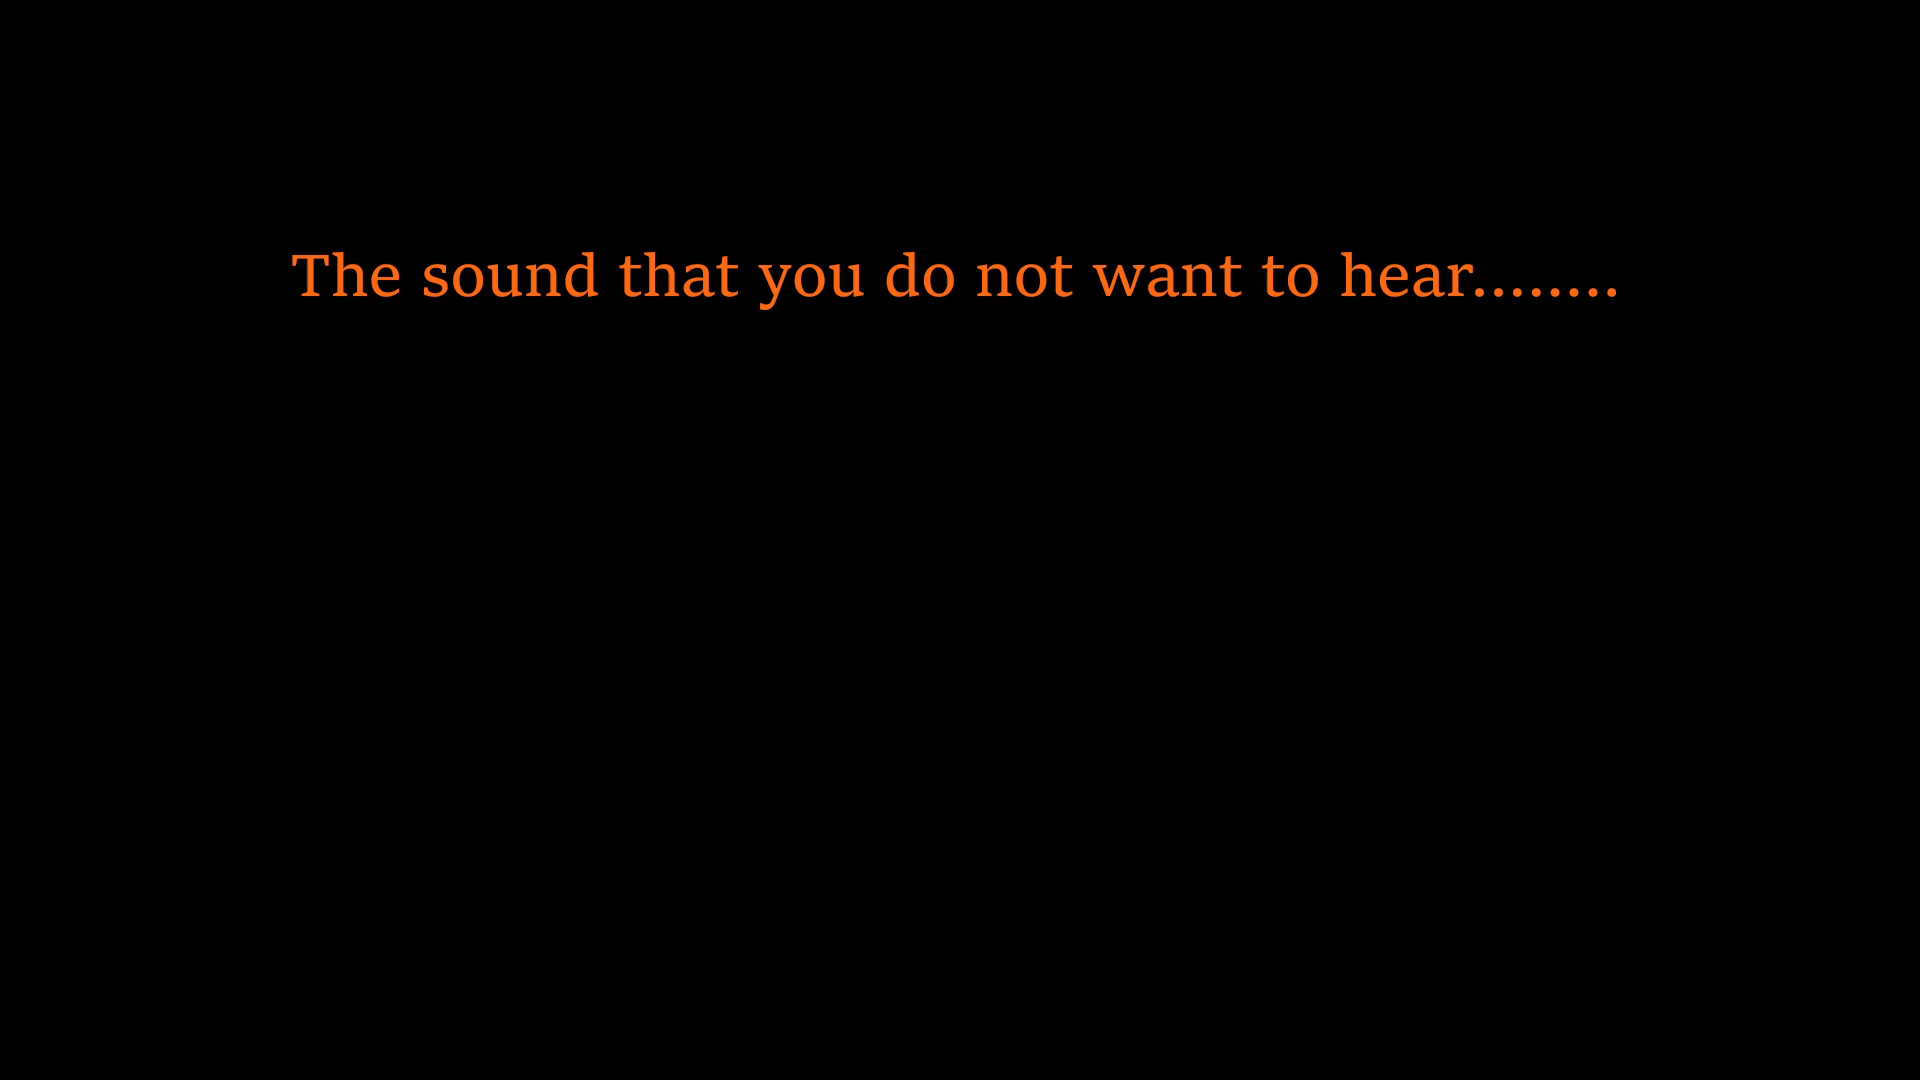 The sound that you do not want to hear........